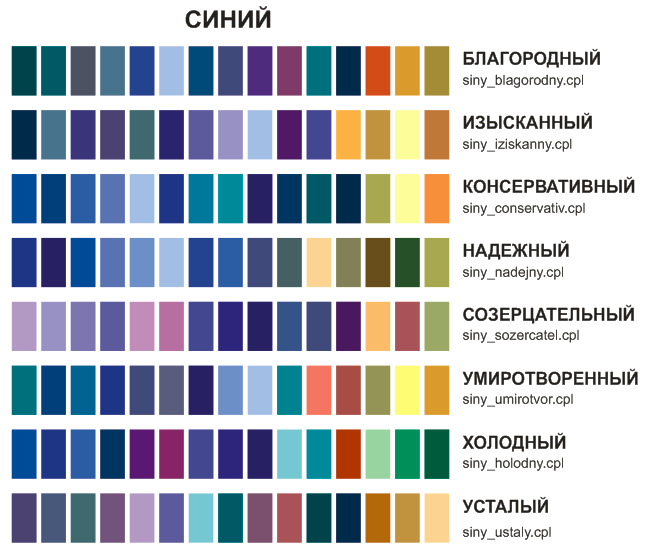 СИНИЙ
БЛАГОРОДНЫЙ
siny_blagorodny.cpl
ИЗЫСКАННЫЙ
siny_iziskanny.cpl
КОНСЕРВАТИВНЫЙ
siny_conservativ.cpl
НАДЕЖНЫЙ
siny_nadejny.cpl
СОЗЕРЦАТЕЛЬНЫЙ
siny_sozercatel.cpl
УМИРОТВОРЕННЫЙ
siny_umirotvor.cpl
ХОЛОДНЫЙ
siny_holodny.cpl
УСТАЛЫЙ
siny_ustaly.cpl